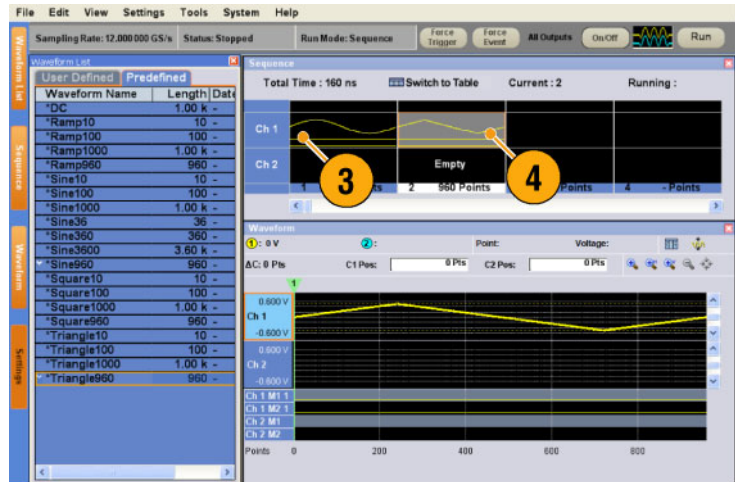 File Edit View Settings Tools System Help
Sampling Rate: 12.000 000 GS/s Status: Stopped Run Mode: Sequence Force Trigger Force Event All Outputs On/Off Run
Waveform List
User Defined Predefined
Waveform Name Length Date
*DC 1.00 k -
*Ramp10 10 -
*Ramp100 100 -
*Ramp1000 1.00 k -
*Ramp960 960 -
*Sine10 10 -
*Sine100 100 -
*Sine1000 1.00 k -
*Sine36 36 -
*Sine360 360 -
*Sine3600 3.60 k -
*Sine960 960 -
*Square10 10 -
*Square100 100 -
*Square1000 1.00 k -
*Square960 960 -
*Triangle10 10 -
*Triangle100 100 -
*Triangle1000 1.00 k -
*Triangle960 960 -
Waveform List
Sequence
Waveform
Settings
Sequence
Total Time : 160 ns Switch to Table Current : 2 Running :
Ch 1
3 4
Ch 2 Empty
1 ts 2 960 Points Points 4 - Points
Waveform
1 : 0 V 2 : Point: Voltage:
ΔC: 0 Pts C1 Pos: 0 Pts C2 Pos: 0 Pts
1
0.600 V
Ch 1
-0.600 V
0.600 V
Ch 2
-0.600 V
Ch 1 M1 1
Ch 1 M2 1
Ch 2 M1
Ch 2 M2
Points 0 200 400 600 800